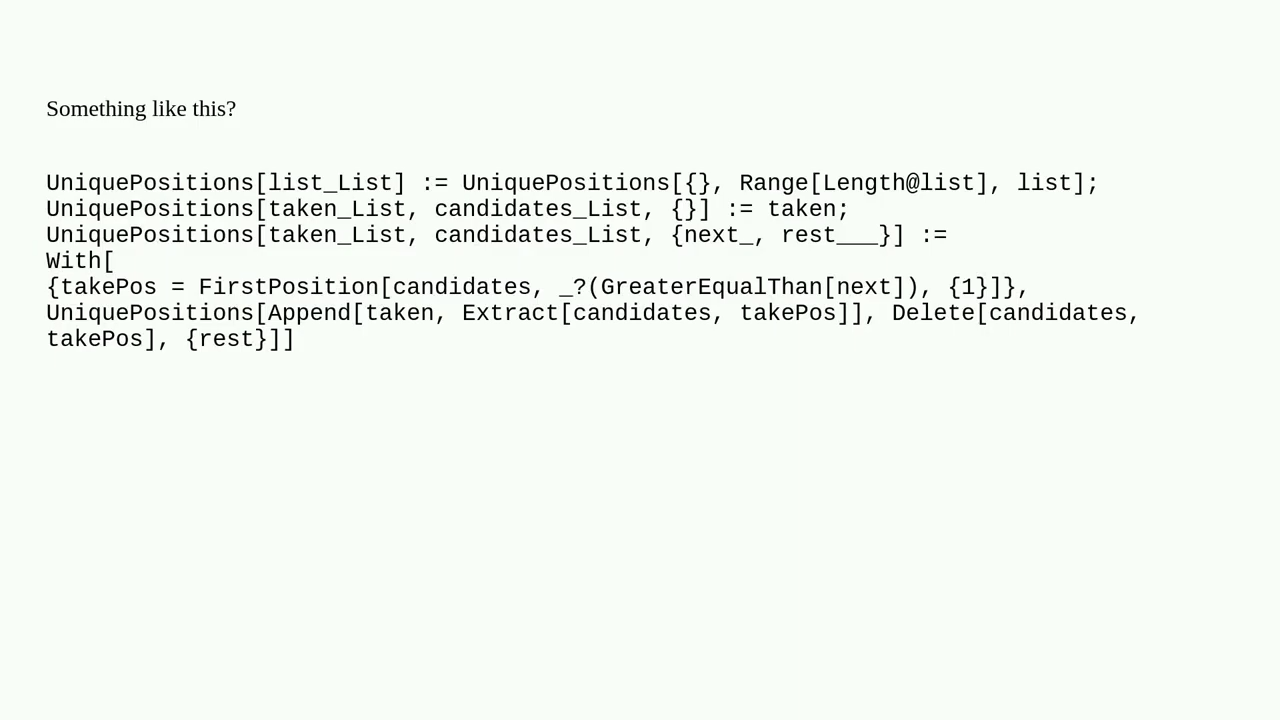 Something like this?
UniquePositions[list_List] := UniquePositions[{}, Range[Length@list], list];
UniquePositions[taken_List, candidates_List, {}] := taken;
UniquePositions[taken_List, candidates_List, {next_, rest___}] :=
With[
{takePos = FirstPosition[candidates, _?(GreaterEqualThan[next]), {1}]},
UniquePositions[Append[taken, Extract[candidates, takePos]], Delete[candidates,
takePos], {rest}]]